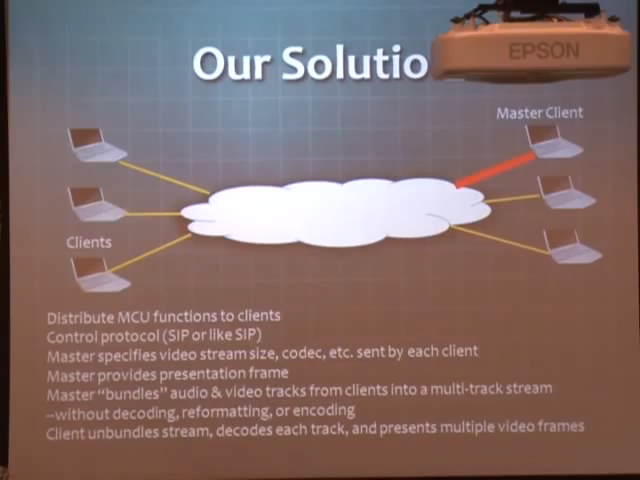 Our Solutio
EPSON
Master Client
Clients
Distribute MCU functions to clients
Control protocol (SIP or like SIP)
Master specifies video stream size, codec, etc. sent by each client
Master provides presentation frame
Master “bundles” audio & video tracks from clients into a multi-track stream
–without decoding, reformatting, or encoding
Client unbundles stream, decodes each track, and presents multiple video frames